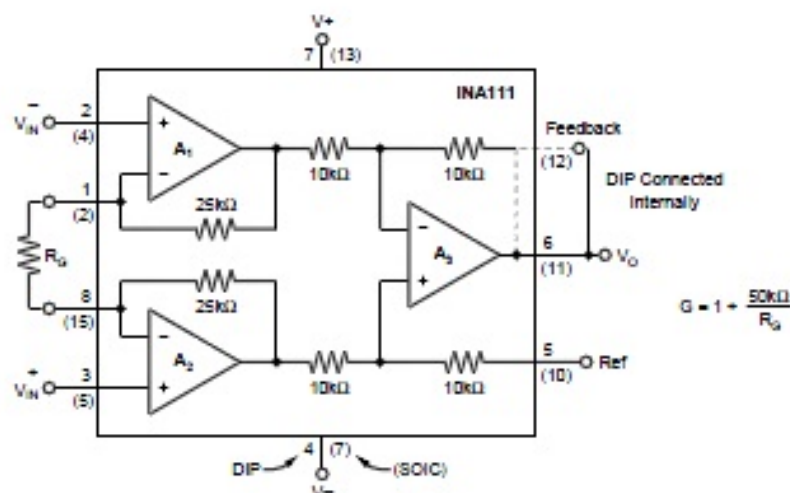 V+
7 (13)
INA111
2
V⁻IN
(4)
+
A1
−
1
(2)
25kΩ
10kΩ
10kΩ
Feedback
(12)
DIP Connected
Internally
RG
A3
−
+
6
(11)
VO
G = 1 + 50kΩ
RG
8
(15)
25kΩ
−
A2
+
3
V⁺IN
(5)
10kΩ
10kΩ
5
(10)
Ref
4 (7)
DIP
(SOIC)
V−